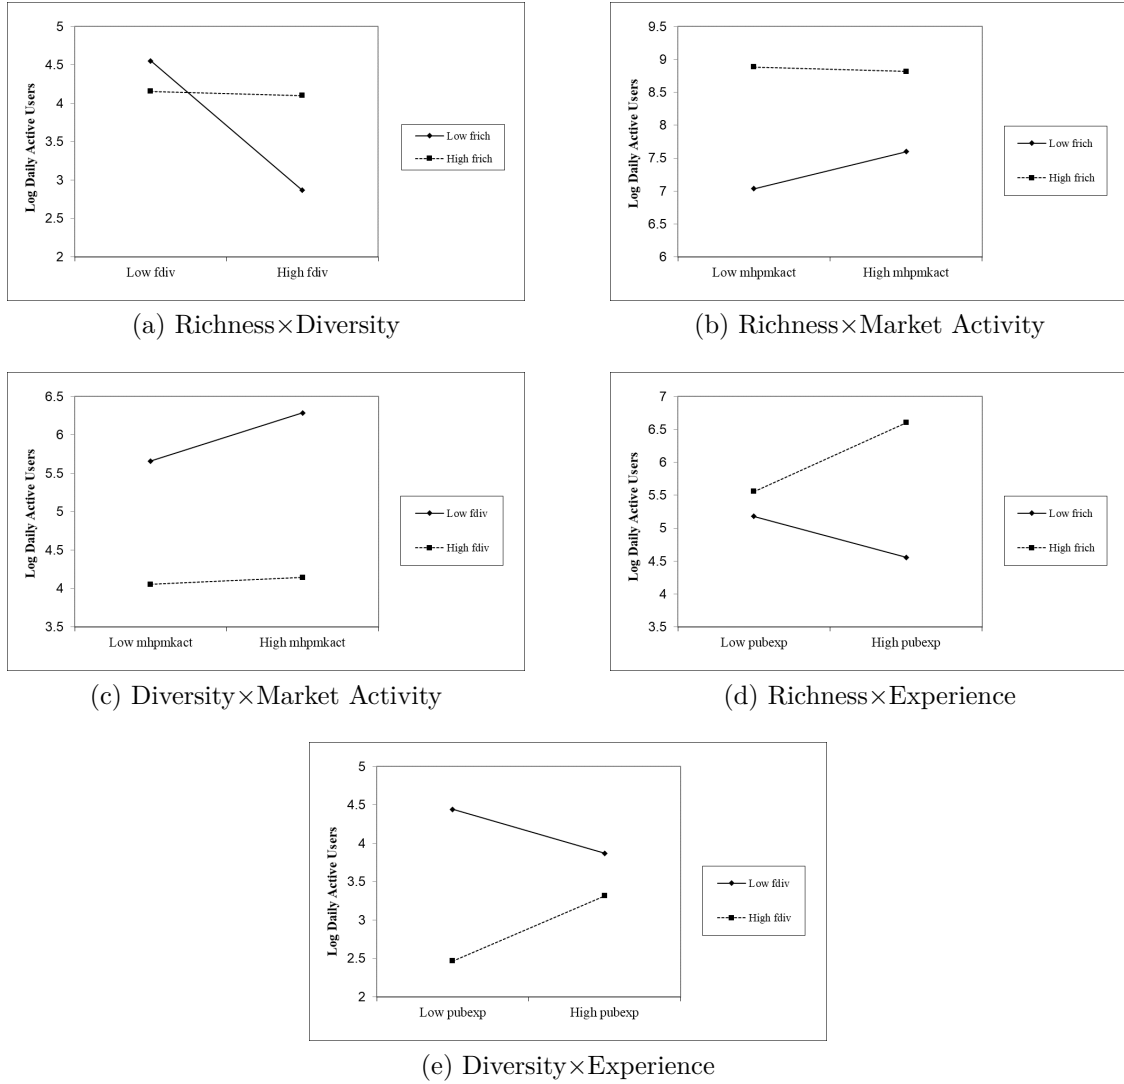 5
4.5
4
3.5
3
2.5
2
Log Daily Active Users
Low fdiv
High fdiv
Low frich
High frich
(a) Richness×Diversity
9.5
9
8.5
8
7.5
7
6.5
6
Log Daily Active Users
Low mhpmkact
High mhpmkact
Low frich
High frich
(b) Richness×Market Activity
6.5
6
5.5
5
4.5
4
3.5
Log Daily Active Users
Low mhpmkact
High mhpmkact
Low fdiv
High fdiv
(c) Diversity×Market Activity
7
6.5
6
5.5
5
4.5
4
3.5
Log Daily Active Users
Low pubexp
High pubexp
Low frich
High frich
(d) Richness×Experience
5
4.5
4
3.5
3
2.5
2
Log Daily Active Users
Low pubexp
High pubexp
Low fdiv
High fdiv
(e) Diversity×Experience